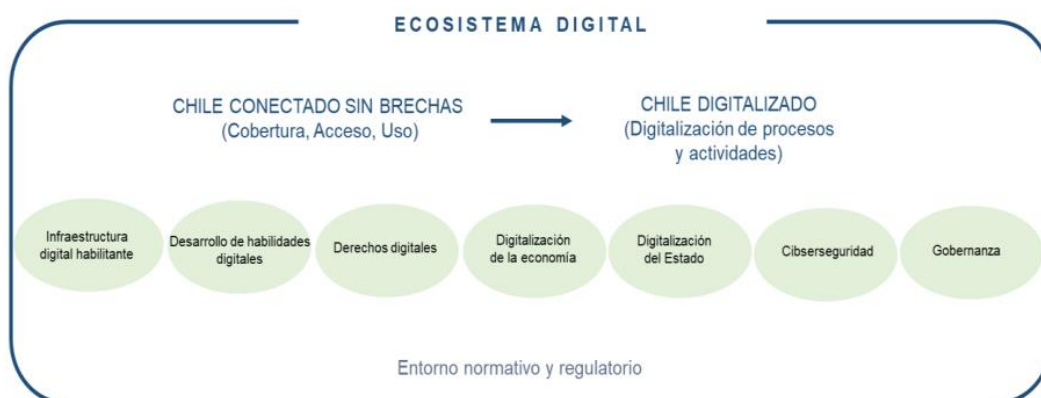 ECOSISTEMA DIGITAL
CHILE CONECTADO SIN BRECHAS
(Cobertura, Acceso, Uso)
CHILE DIGITALIZADO
(Digitalización de procesos
y actividades)
Infraestructura
digital habilitante
Desarrollo de habilidades
digitales
Derechos digitales
Digitalización
de la economía
Digitalización
del Estado
Cibserseguridad
Gobernanza
Entorno normativo y regulatorio